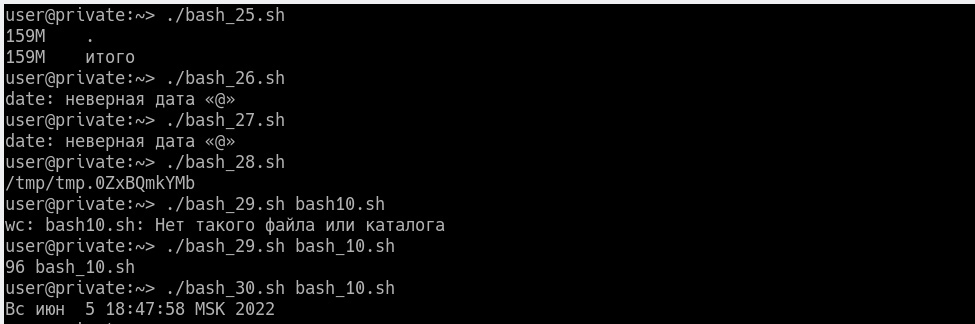 user@private:~> ./bash_25.sh
159M    .
159M    итого
user@private:~> ./bash_26.sh
date: неверная дата «@»
user@private:~> ./bash_27.sh
date: неверная дата «@»
user@private:~> ./bash_28.sh
/tmp/tmp.0ZxBQmkYMb
user@private:~> ./bash_29.sh bash10.sh
wc: bash10.sh: Нет такого файла или каталога
user@private:~> ./bash_29.sh bash_10.sh
96 bash_10.sh
user@private:~> ./bash_30.sh bash_10.sh
Вс июн  5 18:47:58 MSK 2022